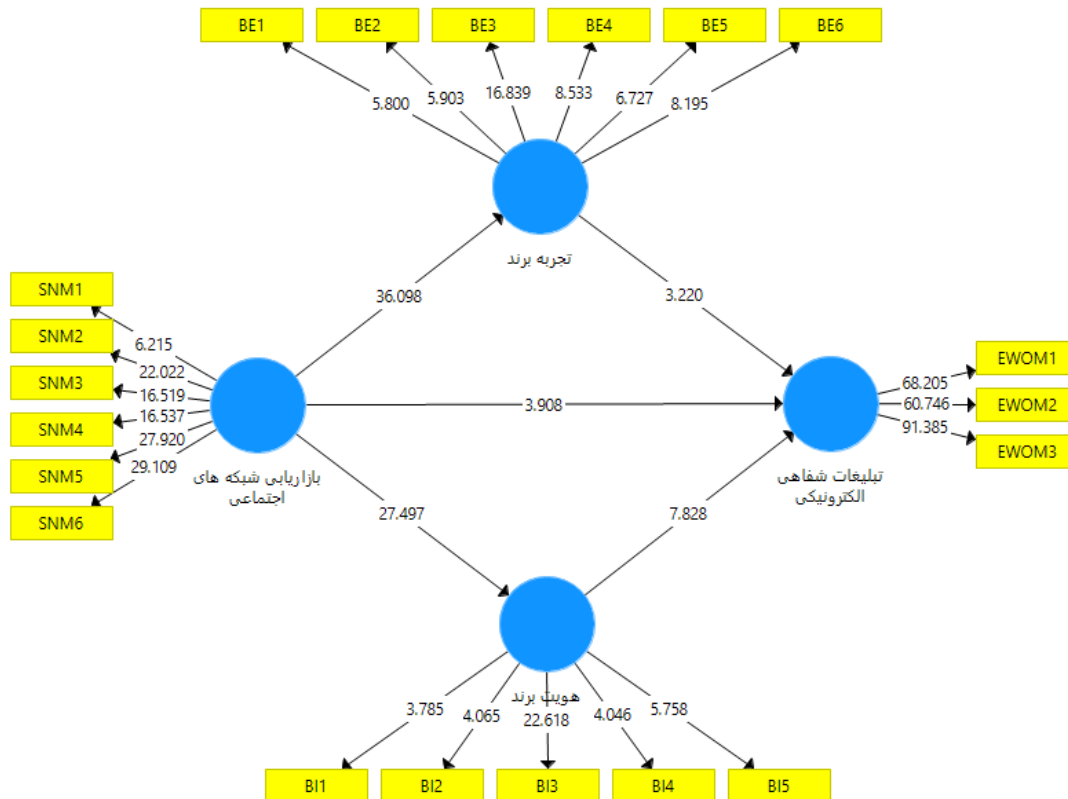 BE1 BE2 BE3 BE4 BE5 BE6
5.800 5.903 16.839 8.533 6.727 8.195
تجربه برند
36.098 3.220
SNM1
SNM2
SNM3
SNM4
SNM5
SNM6
6.215
22.022
16.519
16.537
27.920
29.109
بازاریابی شبکه های
اجتماعی
3.908
EWOM1
EWOM2
EWOM3
68.205
60.746
91.385
تبلیغات شفاهی
الکترونیکی
27.497 7.828
هویت برند
3.785 4.065 22.618 4.046 5.758
BI1 BI2 BI3 BI4 BI5